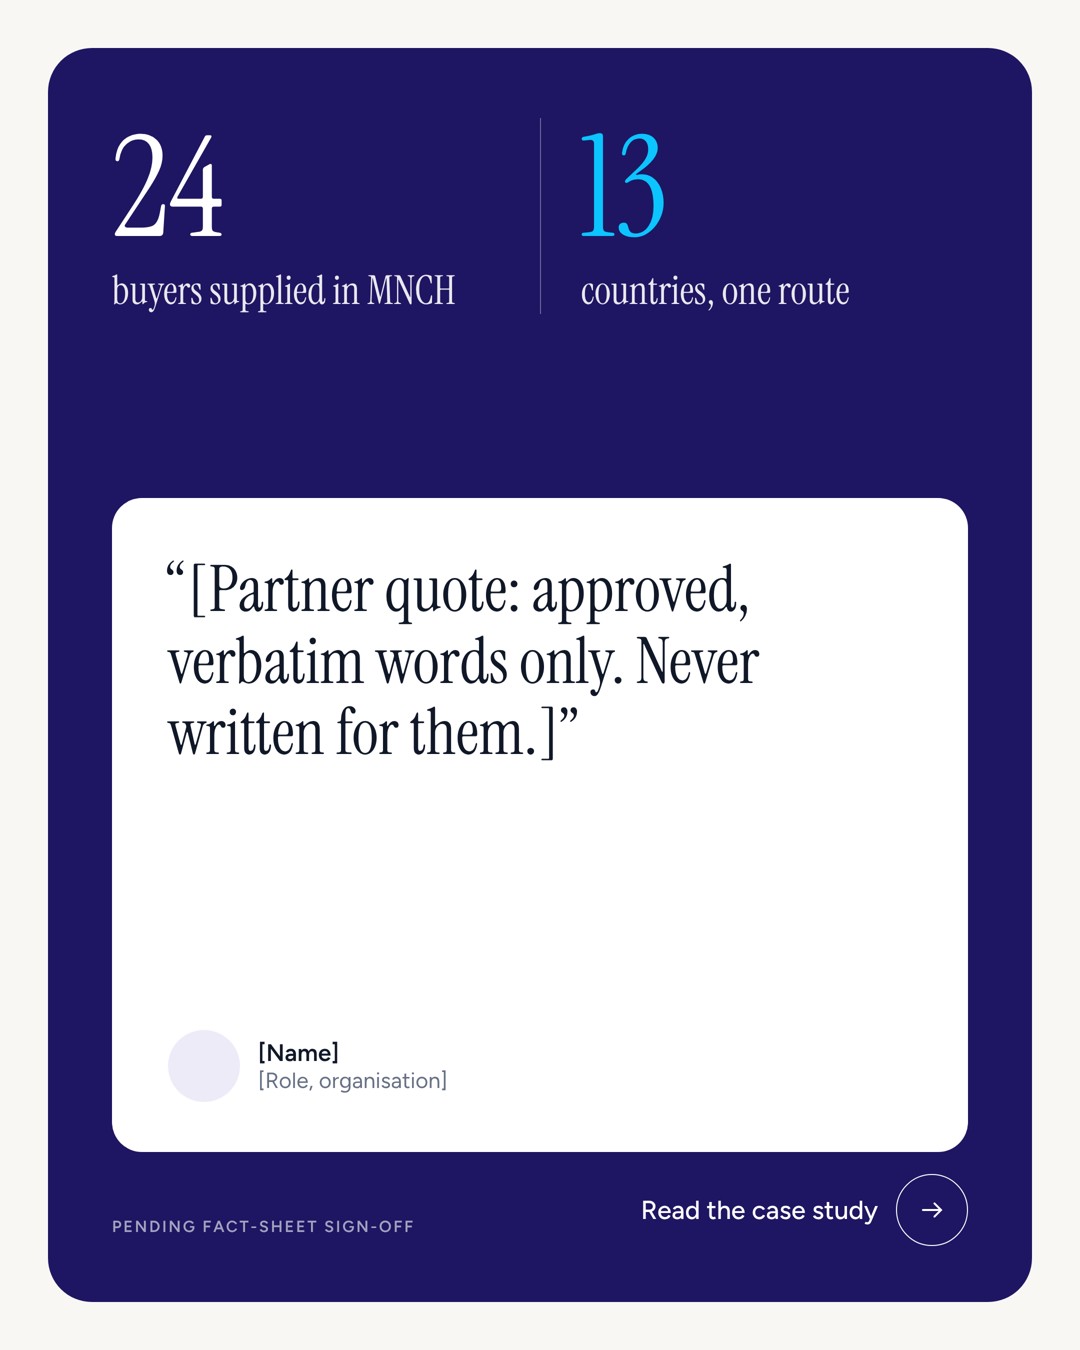 24
buyers supplied in MNCH
13
countries, one route
“[Partner quote: approved,
verbatim words only. Never
written for them.]”
[Name]
[Role, organisation]
PENDING FACT-SHEET SIGN-OFF
Read the case study